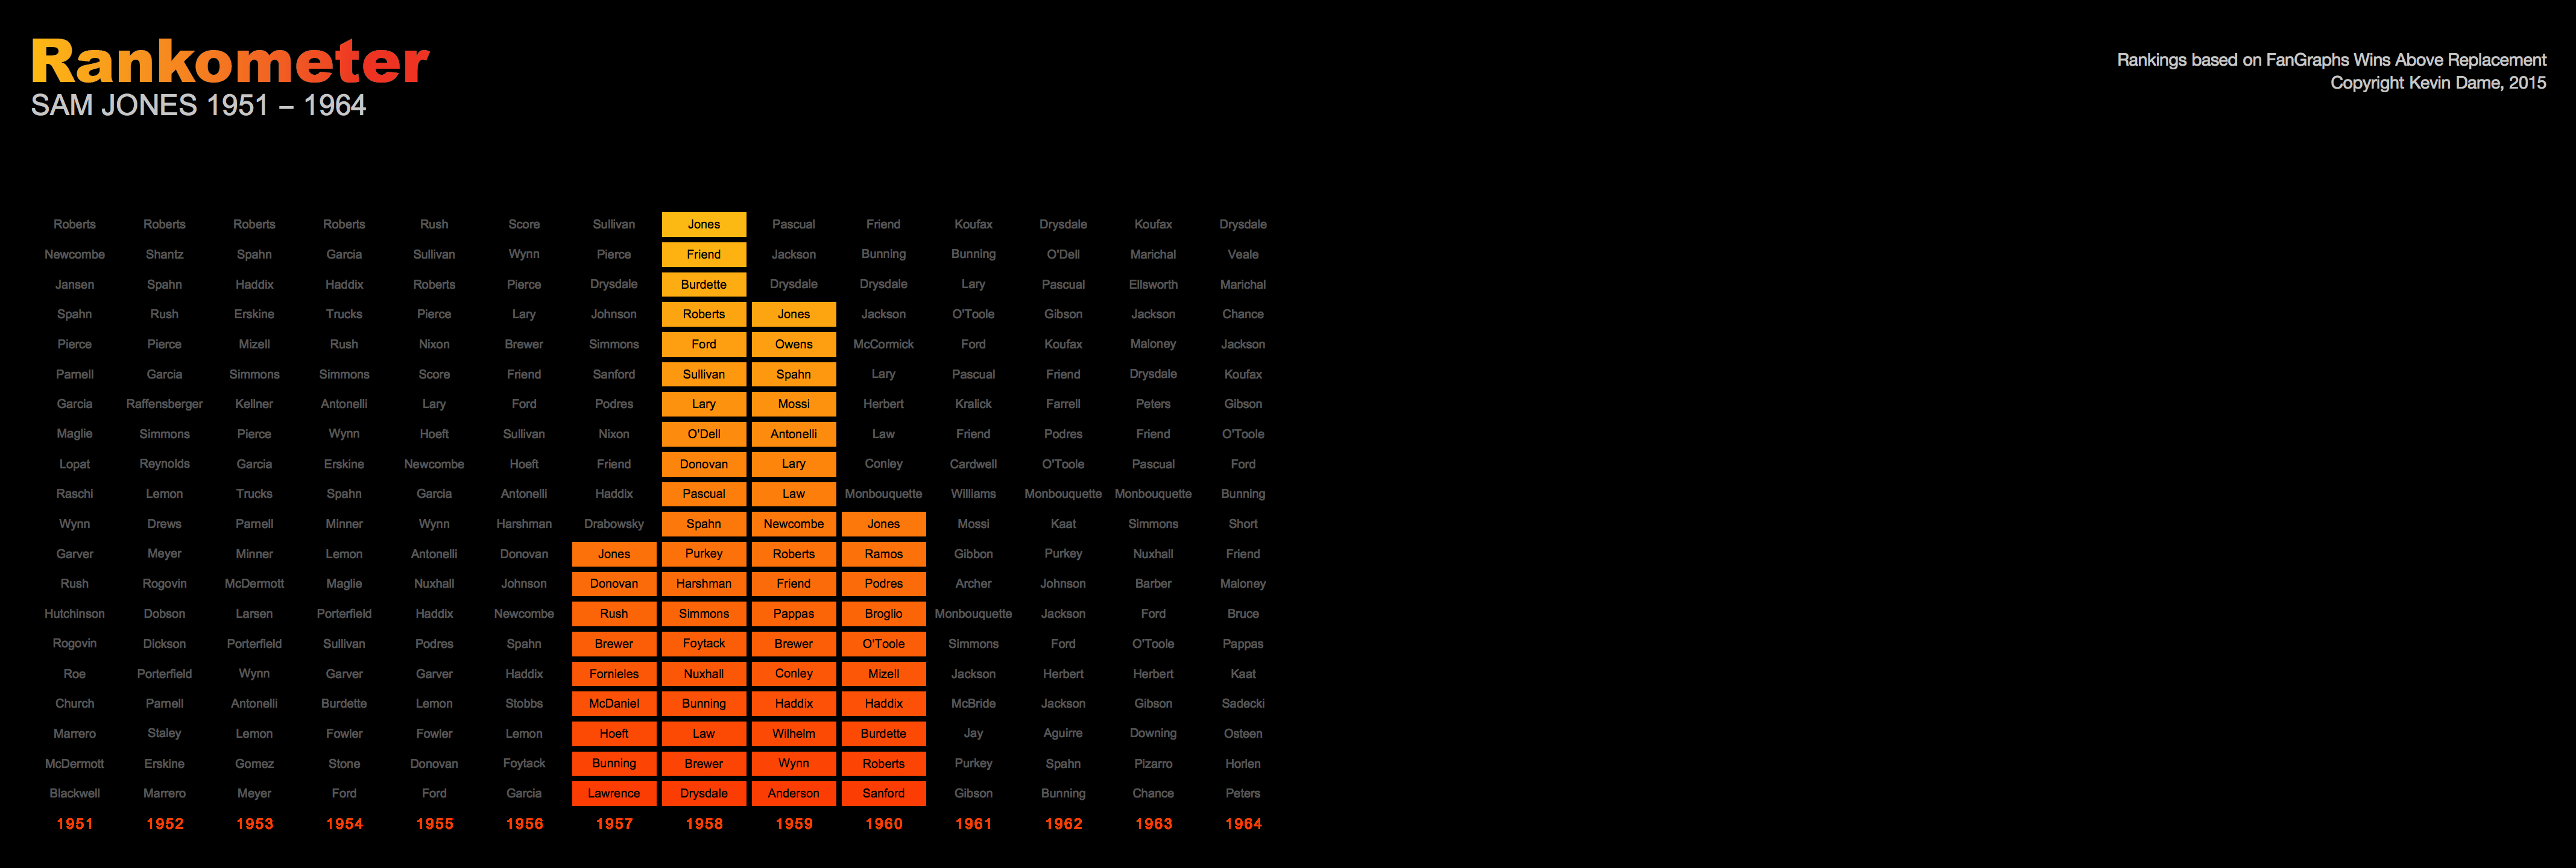 Rankometer
SAM JONES 1951 – 1964
Rankings based on FanGraphs Wins Above Replacement
Copyright Kevin Dame, 2015
Roberts Roberts Roberts Roberts Rush Score Sullivan Jones Pascual Friend Koufax Drysdale Koufax Drysdale
Newcombe Shantz Spahn Garcia Sullivan Wynn Pierce Friend Jackson Bunning Bunning O'Dell Marichal Veale
Jansen Spahn Haddix Haddix Roberts Pierce Drysdale Burdette Drysdale Drysdale Lary Pascual Ellsworth Marichal
Spahn Rush Erskine Trucks Pierce Lary Johnson Roberts Jones Jackson O'Toole Gibson Jackson Chance
Pierce Pierce Mizell Rush Nixon Brewer Simmons Ford Owens McCormick Ford Koufax Maloney Jackson
Parnell Garcia Simmons Simmons Score Friend Sanford Sullivan Spahn Lary Pascual Friend Drysdale Koufax
Garcia Raffensberger Kellner Antonelli Lary Ford Podres Lary Mossi Herbert Kralick Farrell Peters Gibson
Maglie Simmons Pierce Wynn Hoeft Sullivan Nixon O'Dell Antonelli Law Friend Podres Friend O'Toole
Lopat Reynolds Garcia Erskine Newcombe Hoeft Friend Donovan Lary Conley Cardwell O'Toole Pascual Ford
Raschi Lemon Trucks Spahn Garcia Antonelli Haddix Pascual Law Monbouquette Williams Monbouquette Monbouquette Bunning
Wynn Drews Parnell Minner Wynn Harshman Drabowsky Spahn Newcombe Jones Mossi Kaat Simmons Short
Garver Meyer Minner Lemon Antonelli Donovan Jones Purkey Roberts Ramos Gibbon Purkey Nuxhall Friend
Rush Rogovin McDermott Maglie Nuxhall Johnson Donovan Harshman Friend Podres Archer Johnson Barber Maloney
Hutchinson Dobson Larsen Porterfield Haddix Newcombe Rush Simmons Pappas Broglio Monbouquette Jackson Ford Bruce
Rogovin Dickson Porterfield Sullivan Podres Spahn Brewer Foytack Brewer O'Toole Simmons Ford O'Toole Pappas
Roe Porterfield Wynn Garver Garver Haddix Fornieles Nuxhall Conley Mizell Jackson Herbert Herbert Kaat
Church Parnell Antonelli Burdette Lemon Stobbs McDaniel Bunning Haddix Haddix McBride Jackson Gibson Sadecki
Marrero Staley Lemon Fowler Fowler Lemon Hoeft Law Wilhelm Burdette Jay Aguirre Downing Osteen
McDermott Erskine Gomez Stone Donovan Foytack Bunning Brewer Wynn Roberts Purkey Spahn Pizarro Horlen
Blackwell Marrero Meyer Ford Ford Garcia Lawrence Drysdale Anderson Sanford Gibson Bunning Chance Peters
1951 1952 1953 1954 1955 1956 1957 1958 1959 1960 1961 1962 1963 1964